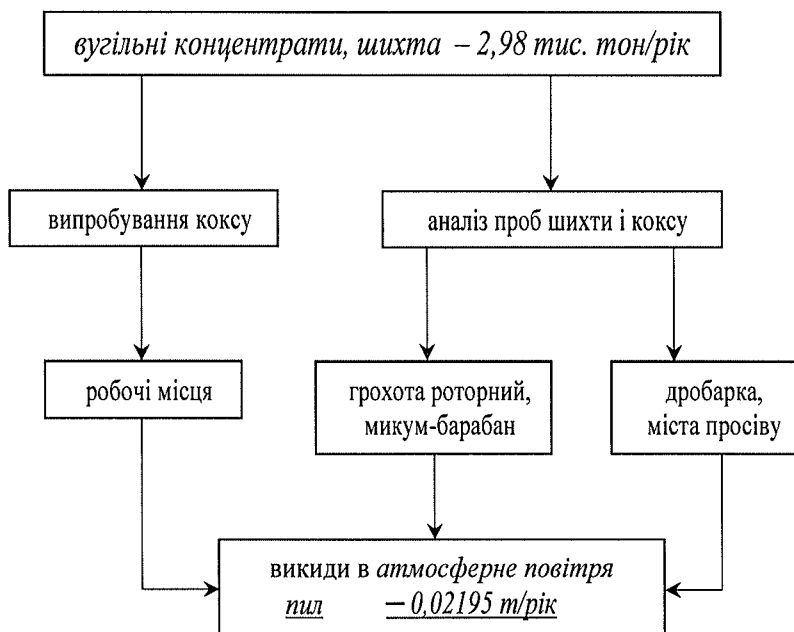 вугільні концентрати, шихта – 2,98 тис. тон/рік
випробування коксу
аналіз проб шихти і коксу
робочі місця
грохота роторний,
микум-барабан
дробарка,
міста просіву
викиди в атмосферне повітря
пил – 0,02195 т/рік